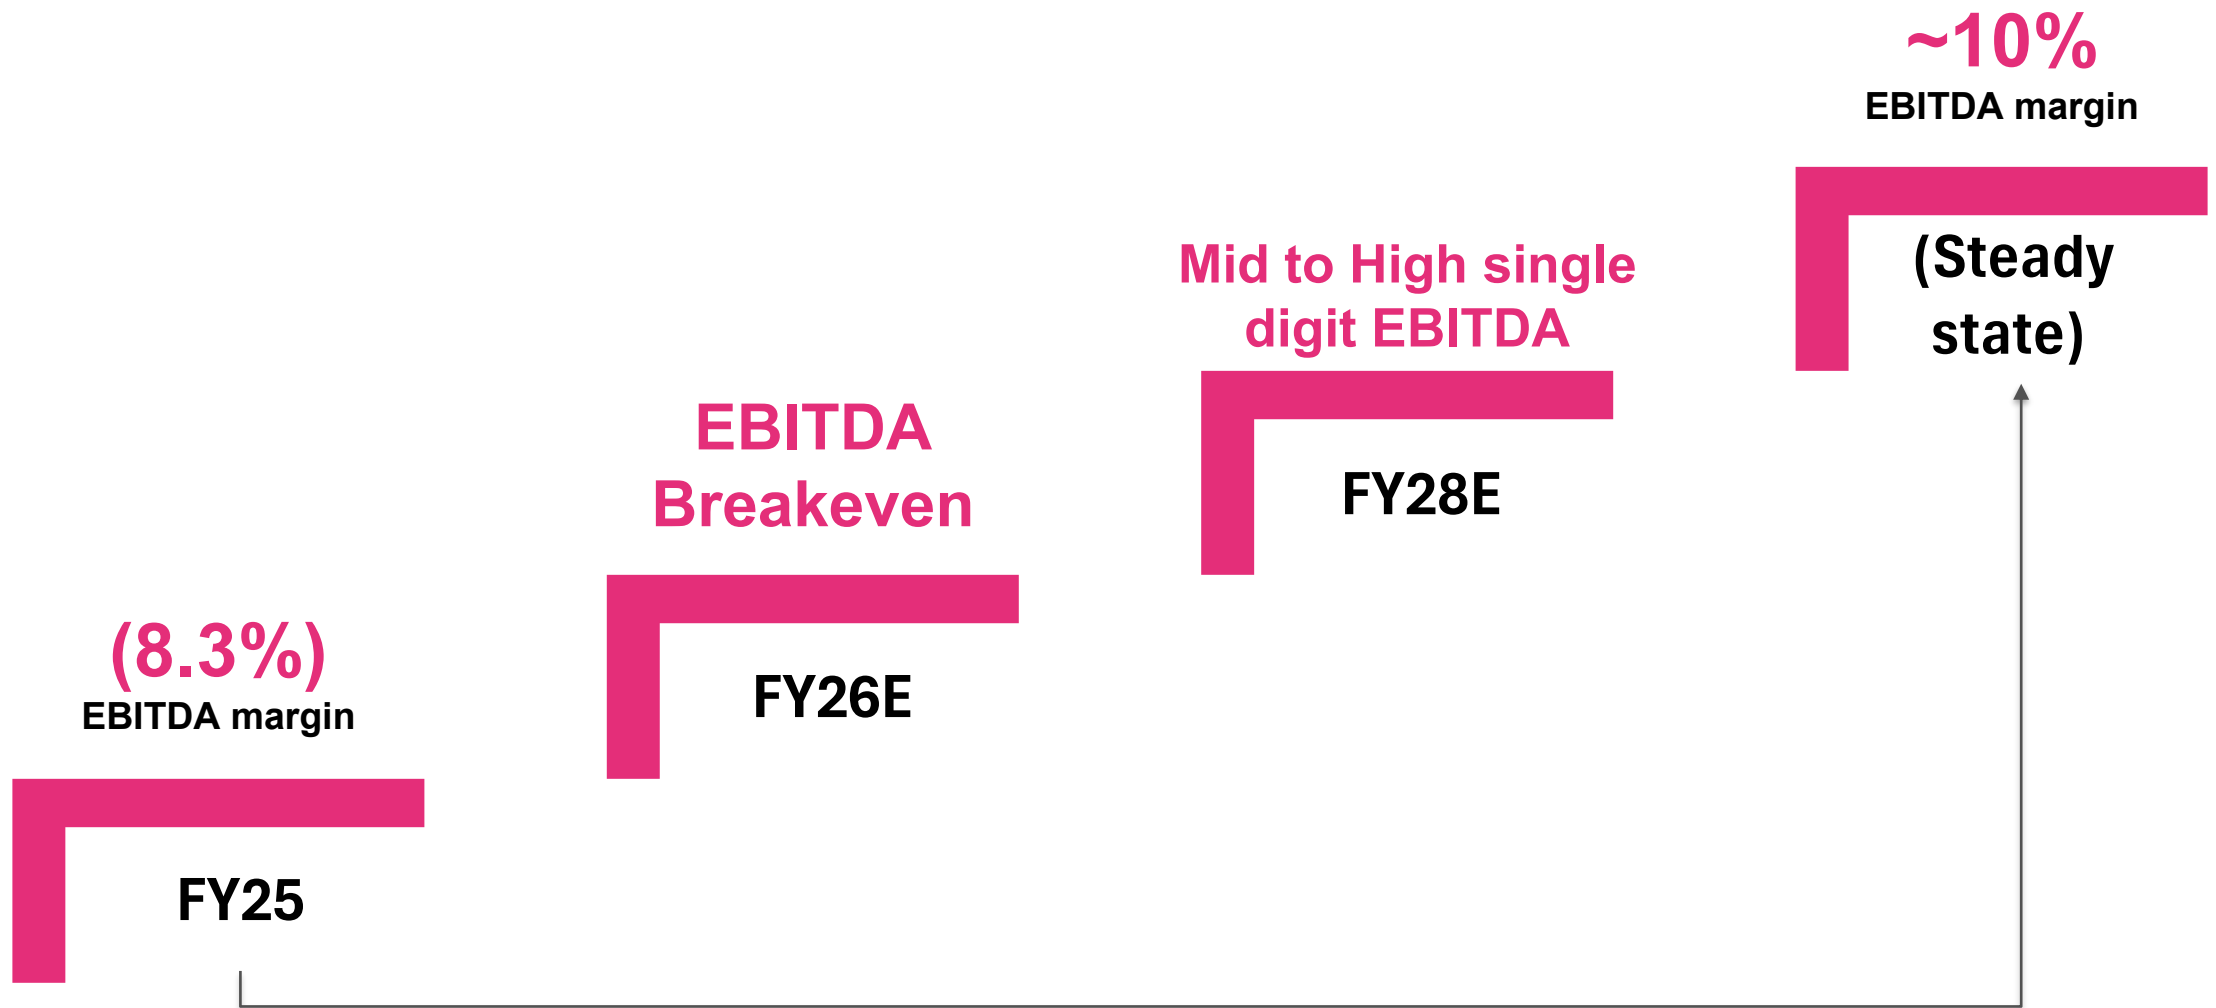 (8.3%)
EBITDA margin
FY25
EBITDA
Breakeven
FY26E
Mid to High single
digit EBITDA
FY28E
~10%
EBITDA margin
(Steady
state)